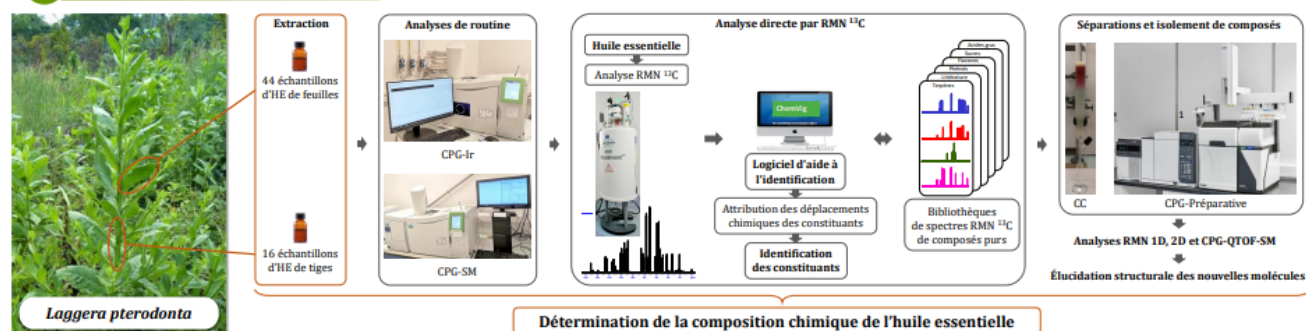 Extraction
44 échantillons
d'HE de feuilles
16 échantillons
d'HE de tiges
Laggera pterodonta
Analyses de routine
CPG-Ir
CPG-SM
Analyse directe par RMN ¹³C
Huile essentielle
Analyse RMN ¹³C
ChemVig
Logiciel d'aide à
l'identification
Attribution des déplacements
chimiques des constituants
Identification
des constituants
Acides gras
Sucres
Flavones
Phénols
Littérature
Terpènes
Bibliothèques
de spectres RMN ¹³C
de composés purs
Séparations et isolement de composés
CC
CPG-Préparative
Analyses RMN 1D, 2D et CPG-QTOF-SM
Élucidation structurale des nouvelles molécules
Détermination de la composition chimique de l'huile essentielle